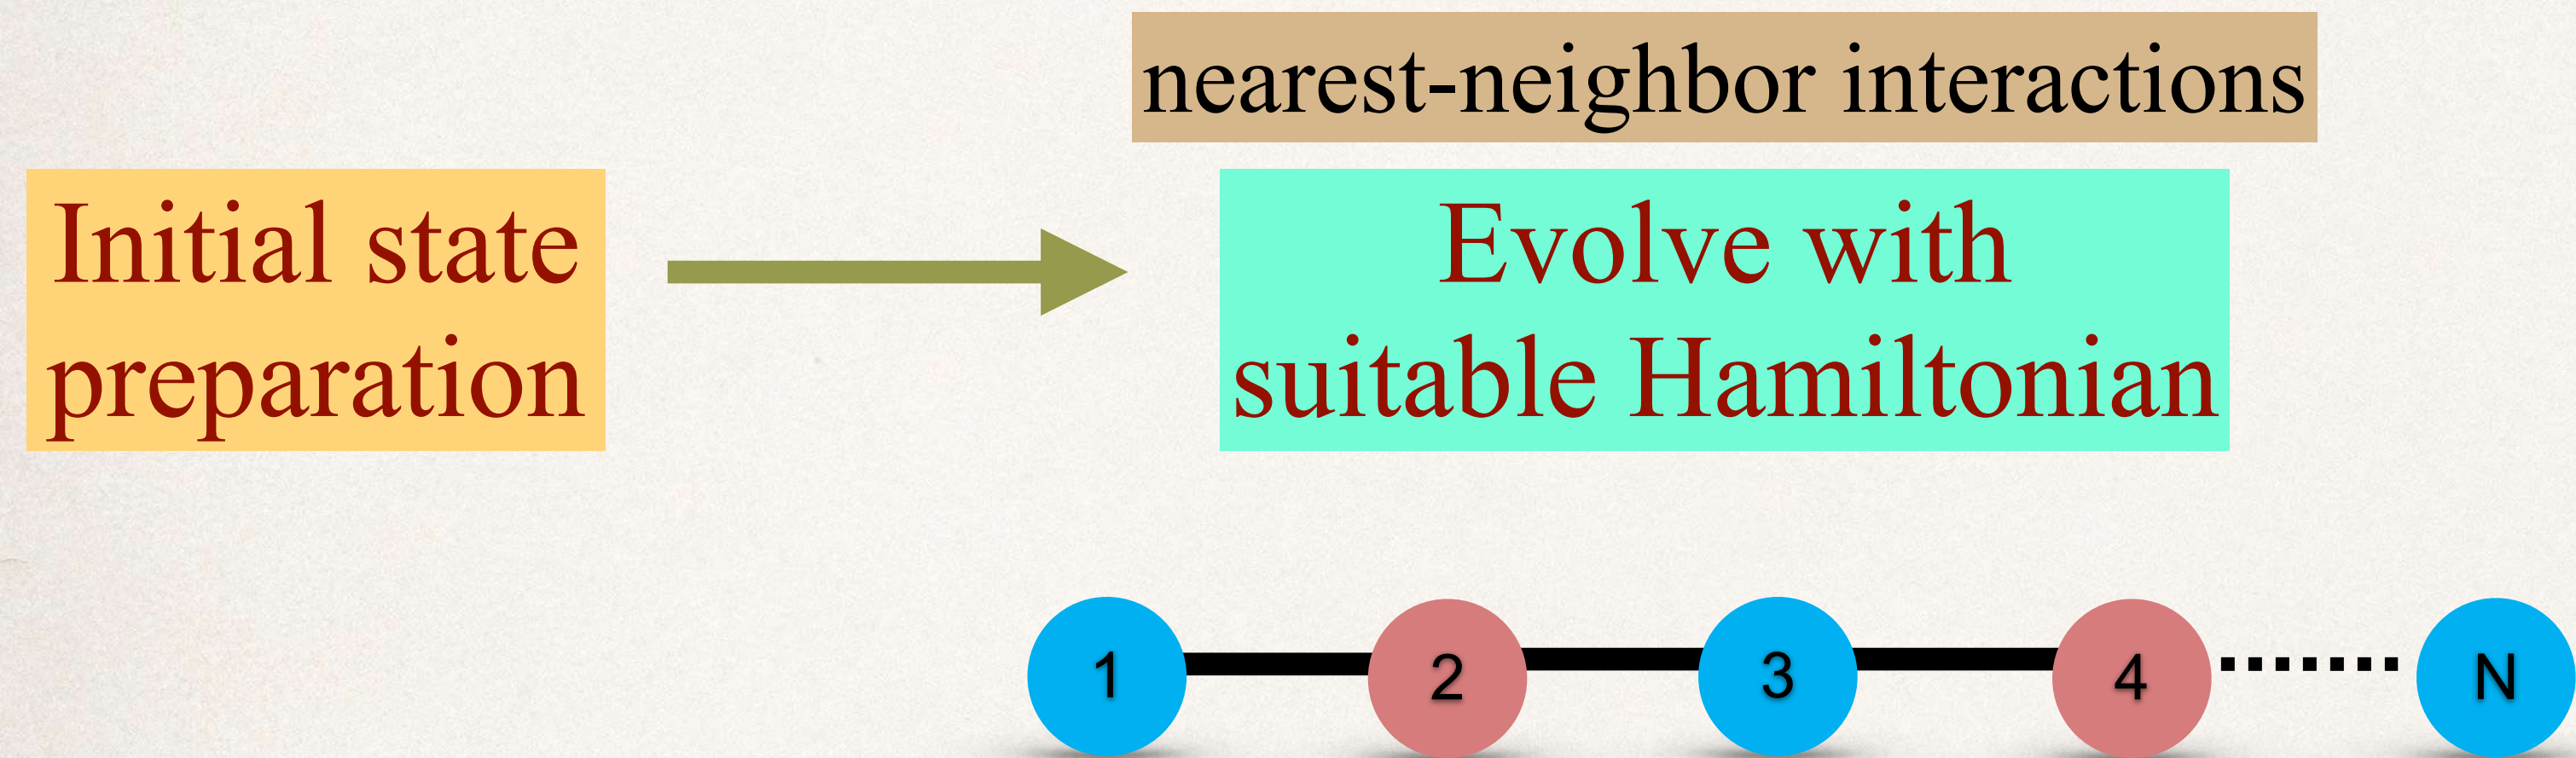 nearest-neighbor interactions
Initial state
preparation
Evolve with
suitable Hamiltonian
1 2 3 4 N